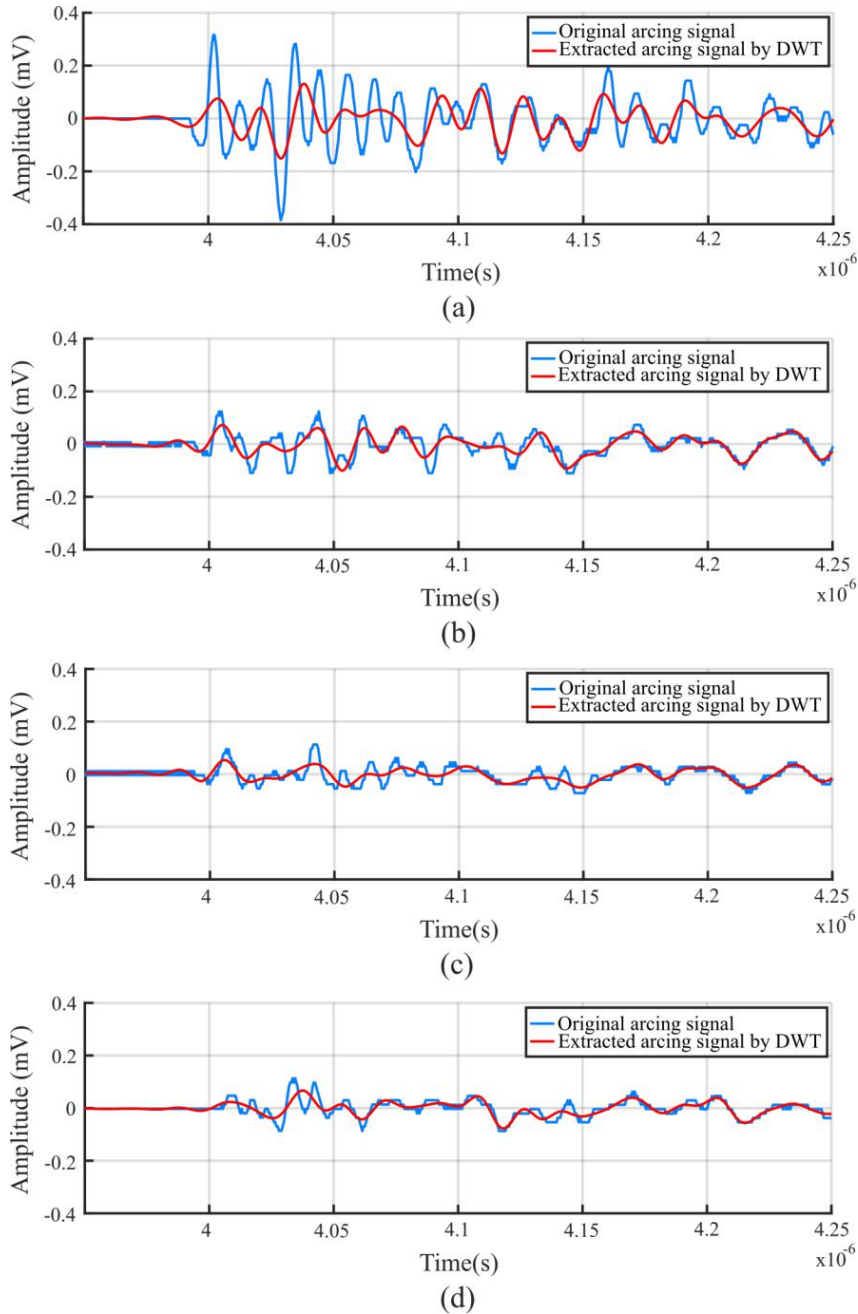 0.4
0.2
0
-0.2
-0.4
Amplitude (mV)
Original arcing signal
Extracted arcing signal by DWT
4 4.05 4.1 4.15 4.2 4.25
x10-6
Time(s)
(a)
0.4
0.2
0
-0.2
-0.4
Amplitude (mV)
Original arcing signal
Extracted arcing signal by DWT
4 4.05 4.1 4.15 4.2 4.25
x10-6
Time(s)
(b)
0.4
0.2
0
-0.2
-0.4
Amplitude (mV)
Original arcing signal
Extracted arcing signal by DWT
4 4.05 4.1 4.15 4.2 4.25
x10-6
Time(s)
(c)
0.4
0.2
0
-0.2
-0.4
Amplitude (mV)
Original arcing signal
Extracted arcing signal by DWT
4 4.05 4.1 4.15 4.2 4.25
x10-6
Time(s)
(d)